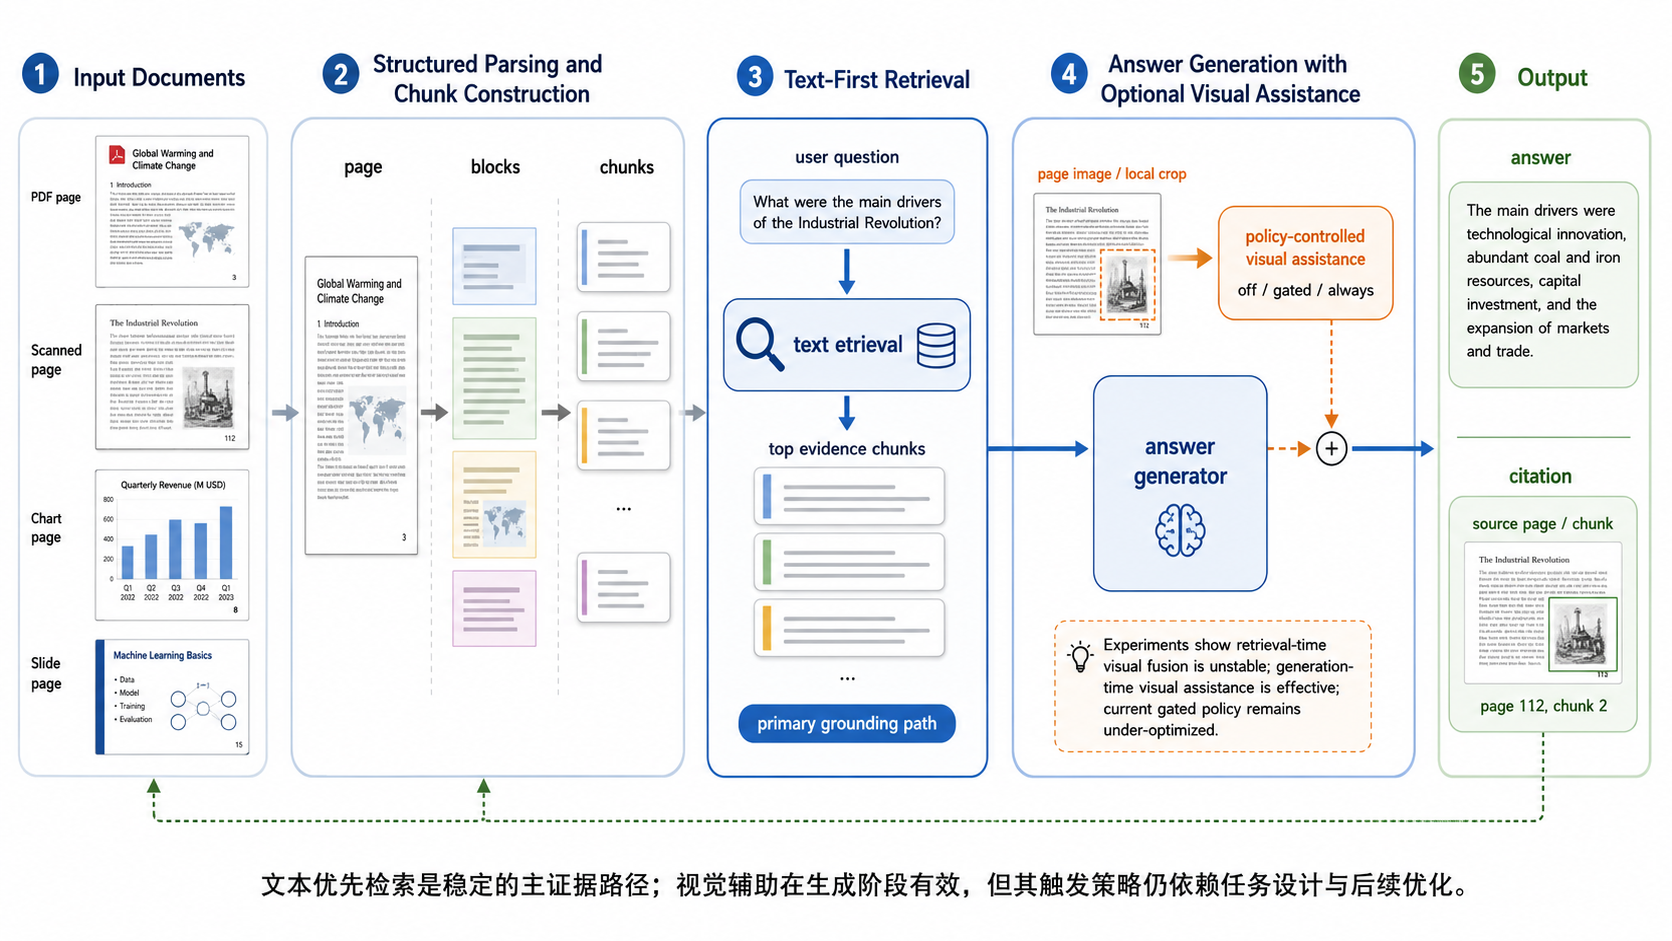 1 Input Documents
PDF page
Global Warming and
Climate Change
1 Introduction
3
Scanned
page
The Industrial Revolution
112
Chart
page
Quarterly Revenue (M USD)
800
600
400
200
0
Q1 Q2 Q3 Q4 Q1
2022 2022 2022 2022 2023
8
Slide
page
Machine Learning Basics
• Data
• Model
• Training
• Evaluation
15
2 Structured Parsing and
Chunk Construction
page
blocks
chunks
Global Warming and
Climate Change
1 Introduction
3
...
3 Text-First Retrieval
user question
What were the main drivers
of the Industrial Revolution?
text etrieval
top evidence chunks
...
primary grounding path
4 Answer Generation with
Optional Visual Assistance
page image / local crop
The Industrial Revolution
112
policy-controlled
visual assistance
off / gated / always
answer
generator
+
Experiments show retrieval-time
visual fusion is unstable; generation-
time visual assistance is effective;
current gated policy remains
under-optimized.
5 Output
answer
The main drivers were
technological innovation,
abundant coal and iron
resources, capital
investment, and the
expansion of markets
and trade.
citation
source page / chunk
The Industrial Revolution
113
page 112, chunk 2
文本优先检索是稳定的主证据路径；视觉辅助在生成阶段有效，但其触发策略仍依赖任务设计与后续优化。